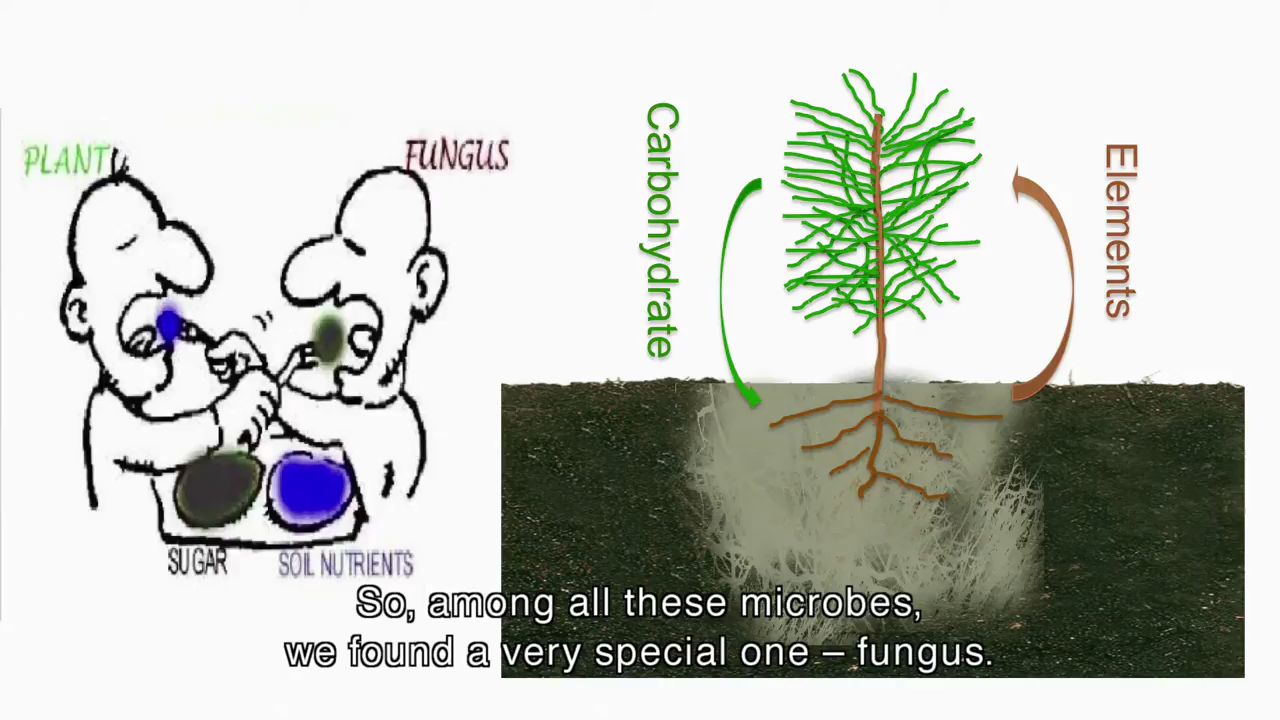 PLANT
FUNGUS
SUGAR
SOIL NUTRIENTS
Carbohydrate
Elements
So, among all these microbes,
we found a very special one – fungus.